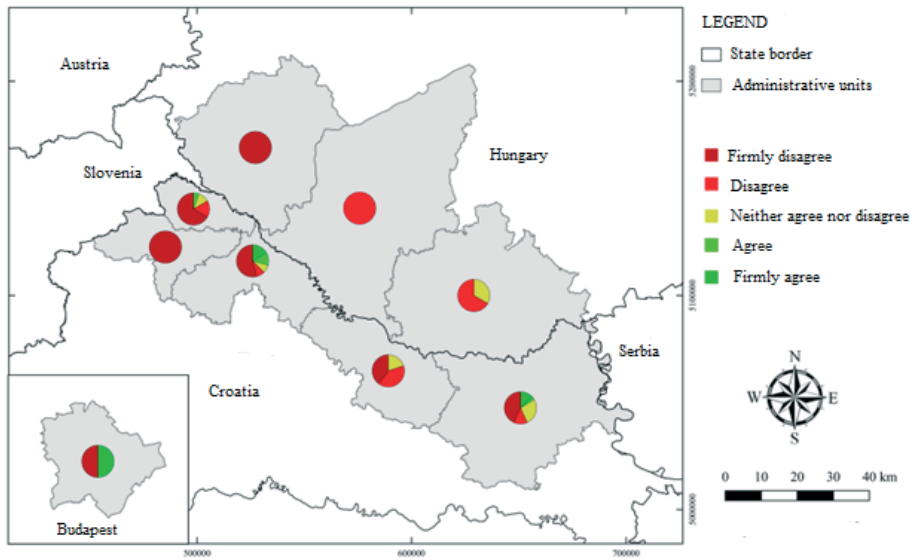 LEGEND
State border
Administrative units
Firmly disagree
Disagree
Neither agree nor disagree
Agree
Firmly agree
Austria
Slovenia
Hungary
Croatia
Serbia
Budapest
N
W E
S
0 10 20 30 40 km
5200000
5100000
5000000
500000 600000 700000